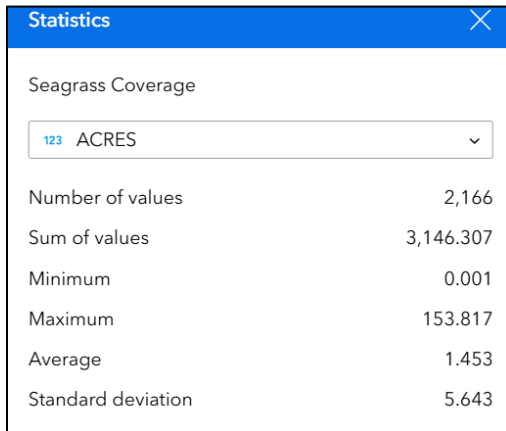 Statistics
Seagrass Coverage
123 ACRES
Number of values 2,166
Sum of values 3,146.307
Minimum 0.001
Maximum 153.817
Average 1.453
Standard deviation 5.643